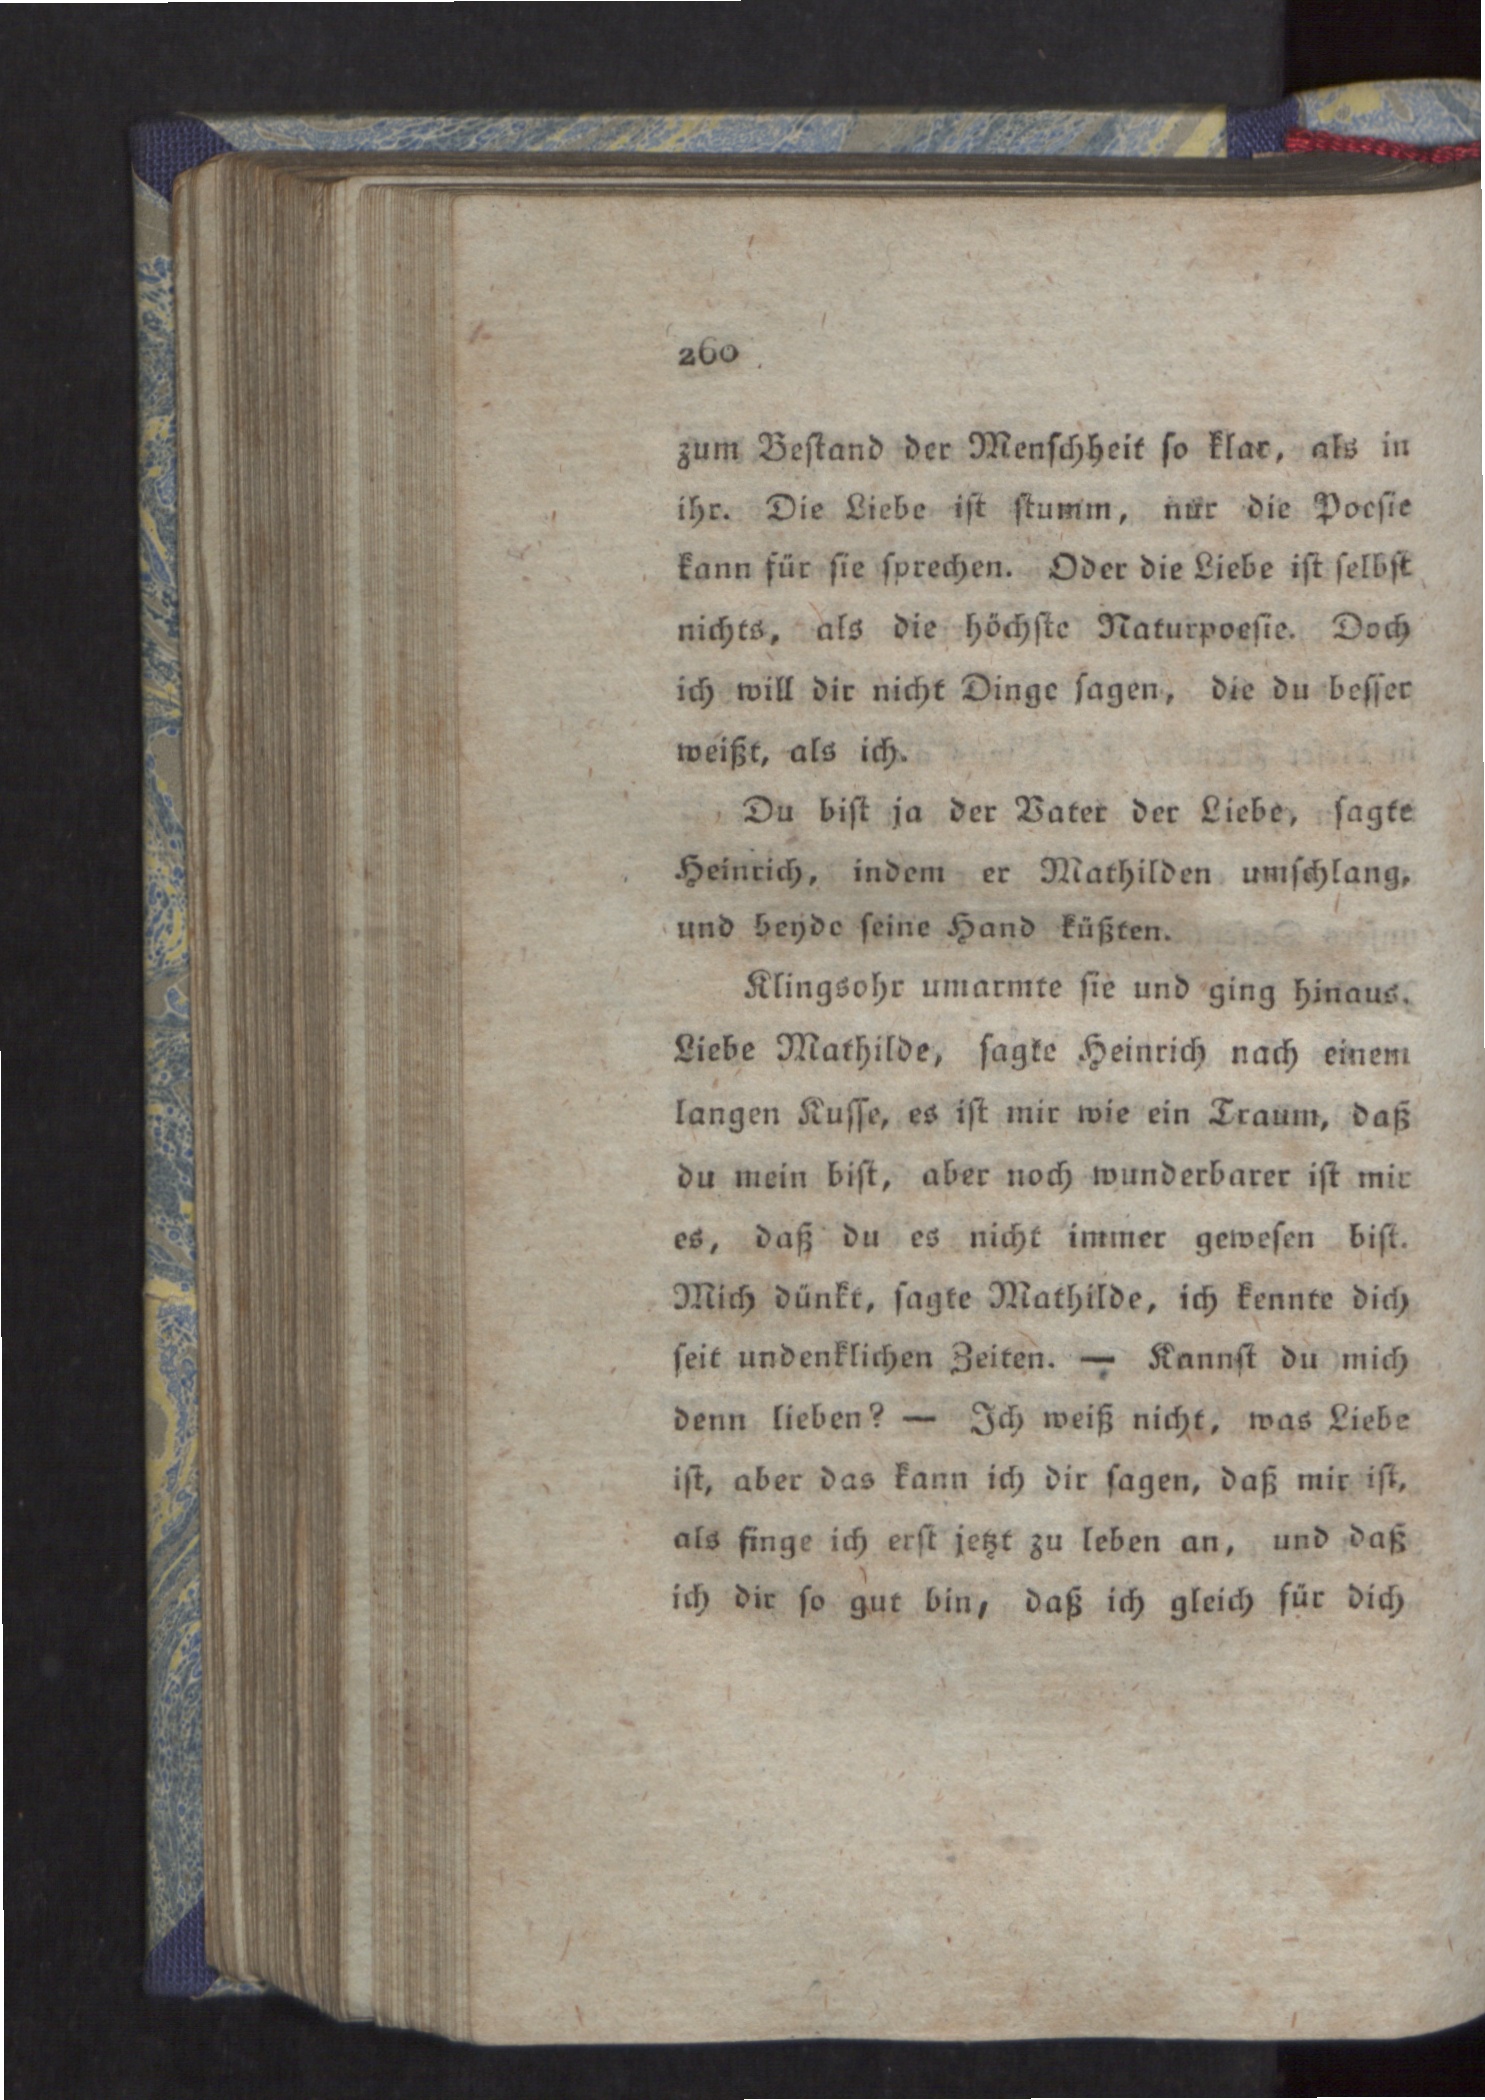 260
zum Beſtand der Menſchheit ſo klar, als in
ihr. Die Liebe iſt ſtumm, nur die Poeſie
kann für ſie ſprechen. Oder die Liebe iſt ſelbſt
nichts, als die höchſte Naturpoeſie. Doch
ich will dir nicht Dinge ſagen, die du beſſer
weißt, als ich.
Du biſt ja der Vater der Liebe, ſagte
Heinrich, indem er Mathilden umſchlang,
und beyde ſeine Hand küßten.
Klingsohr umarmte ſie und ging hinaus.
Liebe Mathilde, ſagte Heinrich nach einem
langen Kuſſe, es iſt mir wie ein Traum, daß
du mein biſt, aber noch wunderbarer iſt mir
es, daß du es nicht immer geweſen biſt.
Mich dünkt, ſagte Mathilde, ich kennte dich
ſeit undenklichen Zeiten. — Kannſt du mich
denn lieben? — Ich weiß nicht, was Liebe
iſt, aber das kann ich dir ſagen, daß mir iſt,
als finge ich erſt jetzt zu leben an, und daß
ich dir ſo gut bin, daß ich gleich für dich